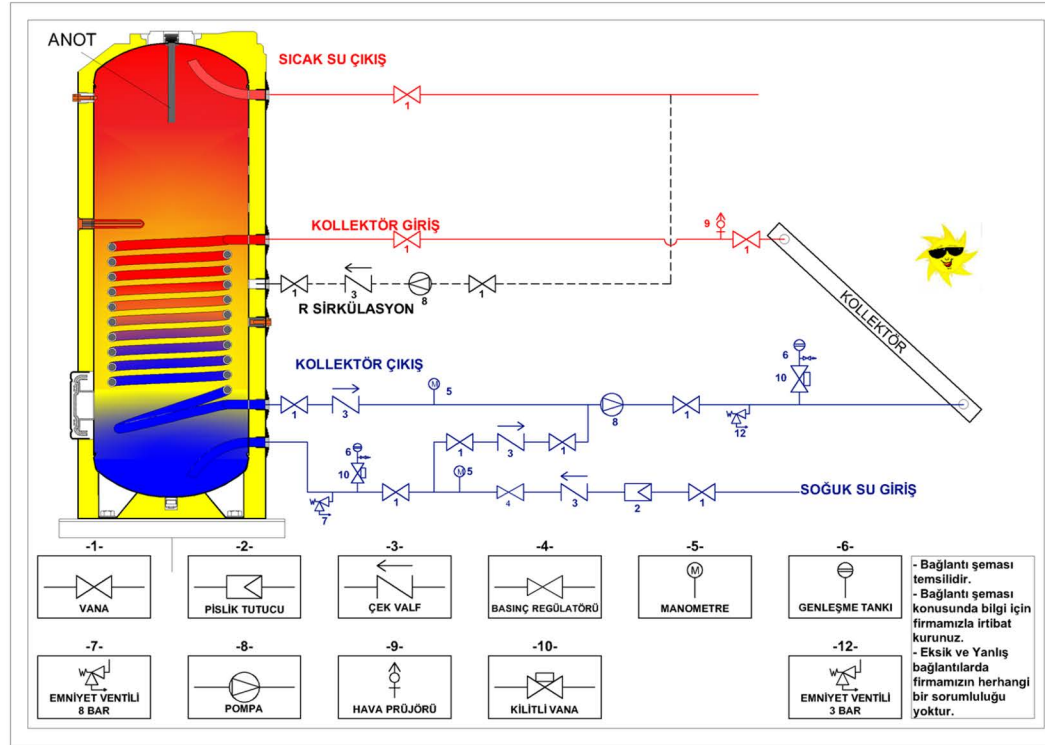 ANOT
SICAK SU ÇIKIŞ
1
KOLLEKTÖR GİRİŞ
1
9
1
1
3
8
1
R SİRKÜLASYON
KOLLEKTÖR
KOLLEKTÖR ÇIKIŞ
1
3
M 5
8
1
12
6
10
1
3
1
6
10
7
1
M 5
4
3
2
1
SOĞUK SU GİRİŞ
-1-
VANA
-2-
PİSLİK TUTUCU
-3-
ÇEK VALF
-4-
BASINÇ REGÜLATÖRÜ
-5-
M
MANOMETRE
-6-
GENLEŞME TANKI
-7-
EMNİYET VENTİLİ
8 BAR
-8-
POMPA
-9-
HAVA PRÜJÖRÜ
-10-
KİLİTLİ VANA
-12-
EMNİYET VENTİLİ
3 BAR
- Bağlantı şeması
temsilidir.
- Bağlantı şeması
konusunda bilgi için
firmamızla irtibat
kurunuz.
- Eksik ve Yanlış
bağlantılarda
firmamızın herhangi
bir sorumluluğu
yoktur.